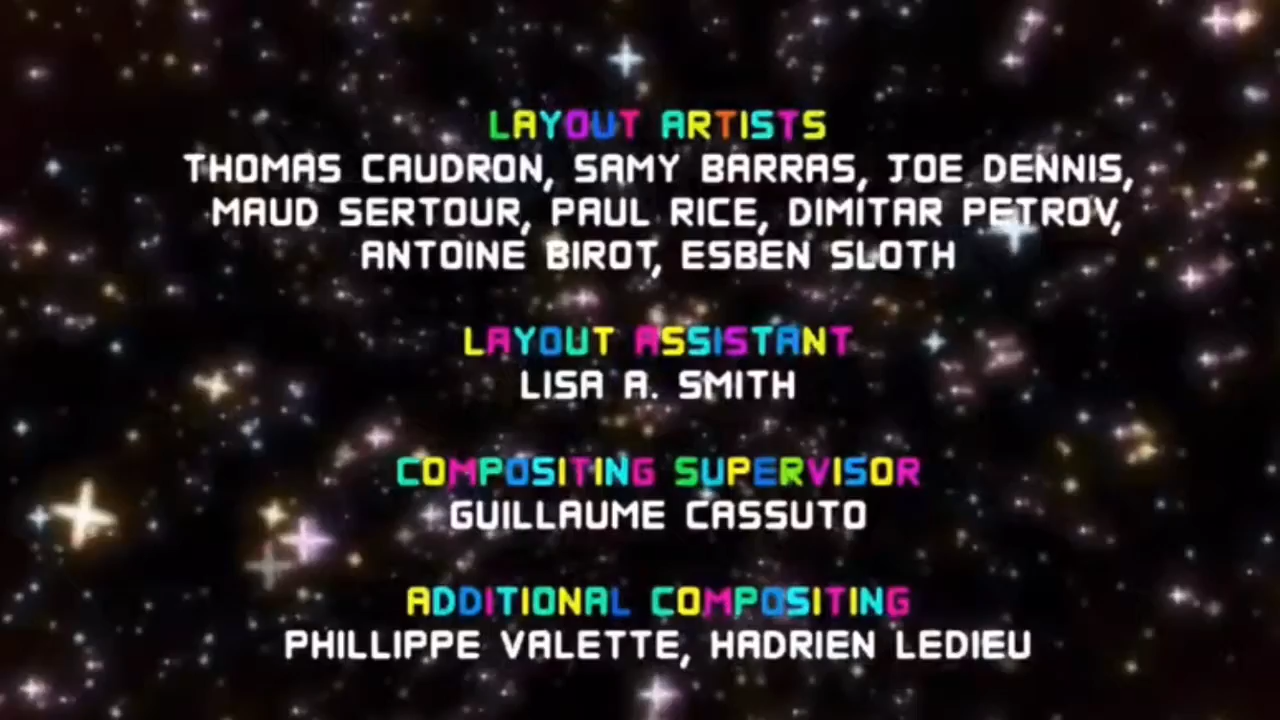 LAYOUT ARTISTS
THOMAS CAUDRON, SAMY BARRAS, JOE DENNIS,
MAUD SERTOUR, PAUL RICE, DIMITAR PETROV,
ANTOINE BIROT, ESBEN SLOTH
LAYOUT ASSISTANT
LISA A. SMITH
COMPOSITING SUPERVISOR
GUILLAUME CASSUTO
ADDITIONAL COMPOSITING
PHILLIPPE VALETTE, HADRIEN LEDIEU